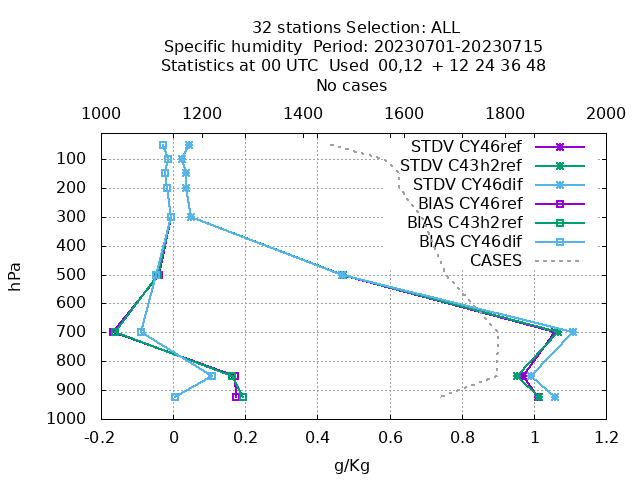 32 stations Selection: ALL
Specific humidity  Period: 20230701-20230715
Statistics at 00 UTC  Used  00,12  + 12 24 36 48
No cases
1000 1200 1400 1600 1800 2000
STDV CY46ref
STDV C43h2ref
STDV CY46dif
BIAS CY46ref
BIAS C43h2ref
BIAS CY46dif
CASES
hPa
100
200
300
400
500
600
700
800
900
1000
-0.2 0 0.2 0.4 0.6 0.8 1 1.2
g/Kg